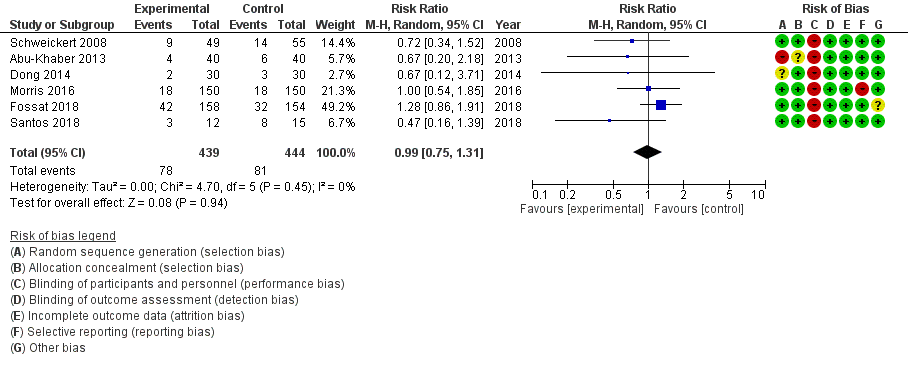 Experimental Control Risk Ratio Risk Ratio Risk of Bias
Study or Subgroup Events Total Events Total Weight M-H, Random, 95% CI Year M-H, Random, 95% CI A B C D E F G
Schweickert 2008 9 49 14 55 14.4% 0.72 [0.34, 1.52] 2008 + + - + + + +
Abu-Khaber 2013 4 40 6 40 5.7% 0.67 [0.20, 2.18] 2013 - ? - + + + +
Dong 2014 2 30 3 30 2.7% 0.67 [0.12, 3.71] 2014 ? + - + + + +
Morris 2016 18 150 18 150 21.3% 1.00 [0.54, 1.85] 2016 + + - + + - +
Fossat 2018 42 158 32 154 49.2% 1.28 [0.86, 1.91] 2018 + + - + + + ?
Santos 2018 3 12 8 15 6.7% 0.47 [0.16, 1.39] 2018 + + - + + + +
Total (95% CI) 439 444 100.0% 0.99 [0.75, 1.31]
Total events 78 81
Heterogeneity: Tau² = 0.00; Chi² = 4.70, df = 5 (P = 0.45); I² = 0%
Test for overall effect: Z = 0.08 (P = 0.94)
0.1 0.2 0.5 1 2 5 10
Favours [experimental] Favours [control]
Risk of bias legend
(A) Random sequence generation (selection bias)
(B) Allocation concealment (selection bias)
(C) Blinding of participants and personnel (performance bias)
(D) Blinding of outcome assessment (detection bias)
(E) Incomplete outcome data (attrition bias)
(F) Selective reporting (reporting bias)
(G) Other bias